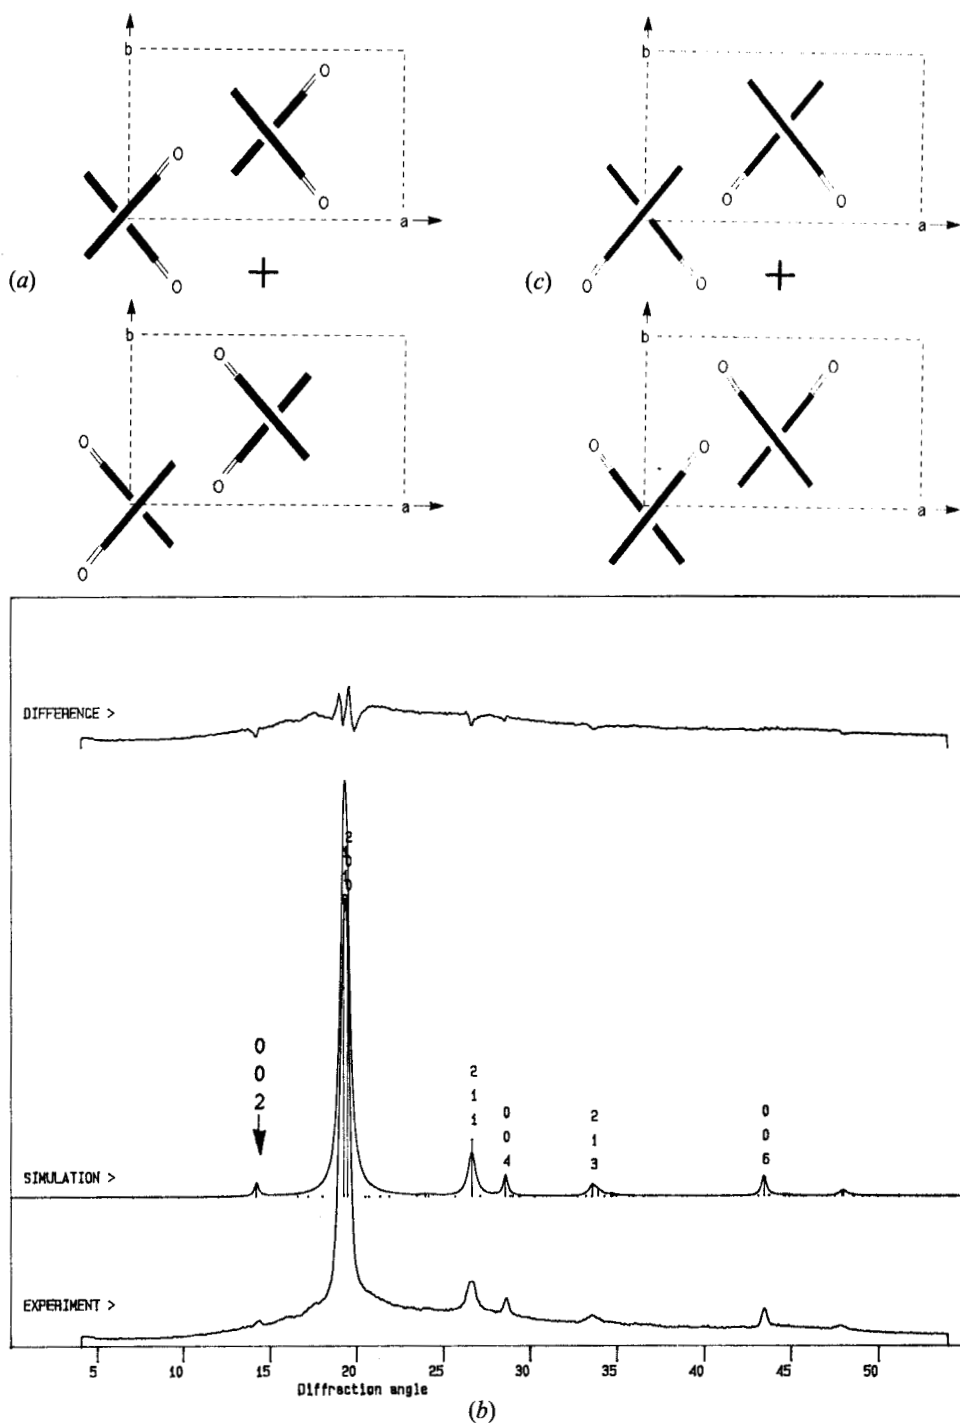 b
O
O
O
a
O
(a)
+
b
O
O
O
a
O
b
O
O
a
O
O
(c)
+
b
O
O
O
O
a
DIFFERENCE >
0
0
2
2
1
1
0
0
4
2
1
3
0
0
6
SIMULATION >
EXPERIMENT >
5 10 15 20 25 30 35 40 45 50
Diffraction angle
(b)